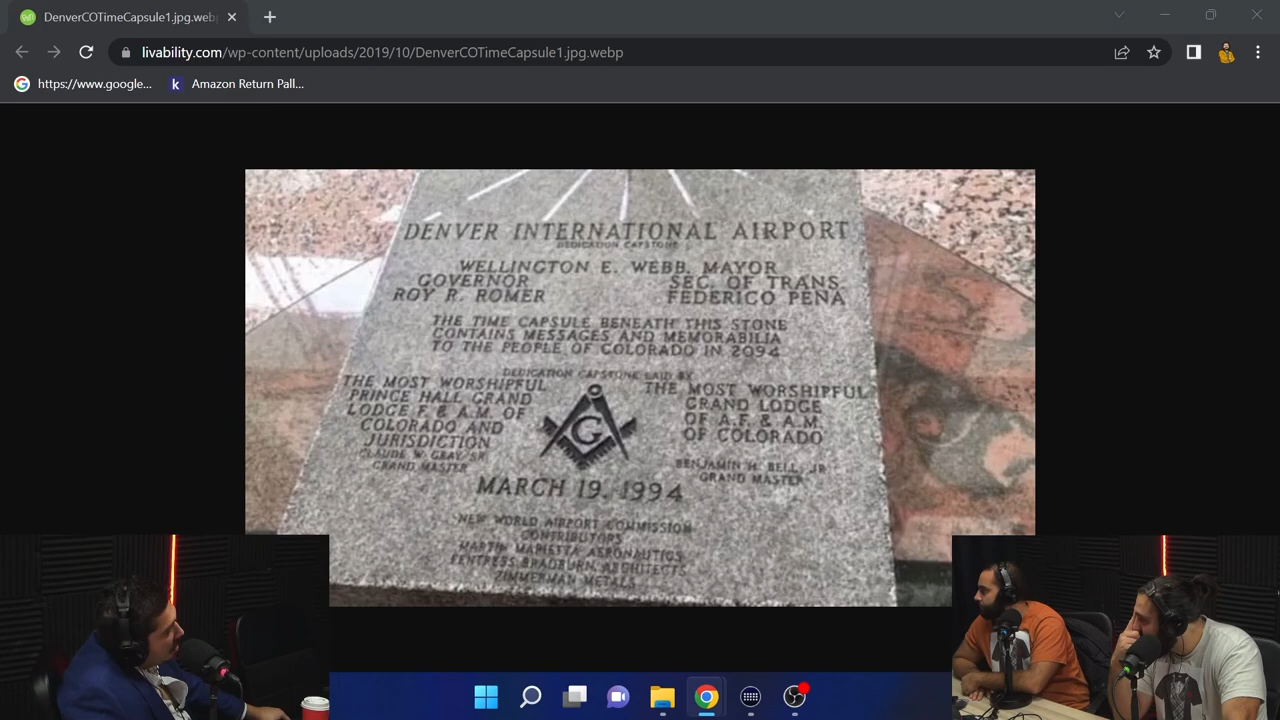 DenverCOTimeCapsule1.jpg.webp
livability.com/wp-content/uploads/2019/10/DenverCOTimeCapsule1.jpg.webp
https://www.google...
k
Amazon Return Pall...
DENVER INTERNATIONAL AIRPORT
DEDICATION CAPSTONE
WELLINGTON E. WEBB, MAYOR
GOVERNOR
ROY R. ROMER
SEC. OF TRANS
FEDERICO PEÑA
THE TIME CAPSULE BENEATH THIS STONE
CONTAINS MESSAGES AND MEMORABILIA
TO THE PEOPLE OF COLORADO IN 2094
DEDICATION CAPSTONE LAID BY
THE MOST WORSHIPFUL
PRINCE HALL GRAND
LODGE F. & A.M. OF
COLORADO AND
JURISDICTION
CLAUDE W. GRAY, SR.
GRAND MASTER
G
THE MOST WORSHIPFUL
GRAND LODGE
OF A.F. & A.M.
OF COLORADO
BENJAMIN H. BELL, JR
GRAND MASTER
MARCH 19, 1994
NEW WORLD AIRPORT COMMISSION
CONTRIBUTORS
MARTIN MARIETTA AERONAUTICS
FENTRESS BRADBURN ARCHITECTS
ZIMMERMAN METALS